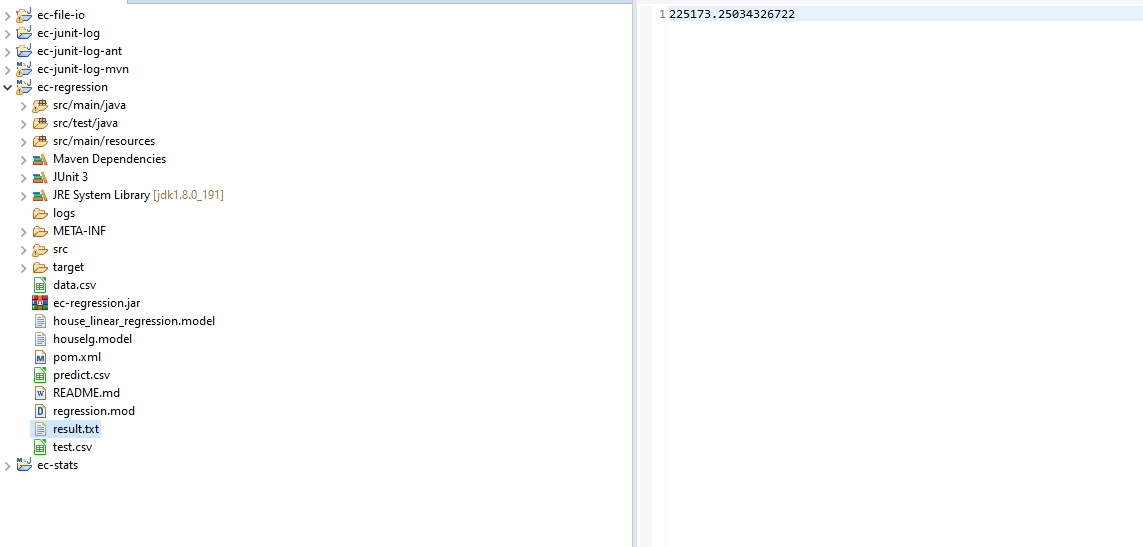 ec-file-io
ec-junit-log
ec-junit-log-ant
ec-junit-log-mvn
ec-regression
src/main/java
src/test/java
src/main/resources
Maven Dependencies
JUnit 3
JRE System Library [jdk1.8.0_191]
logs
META-INF
src
target
data.csv
ec-regression.jar
house_linear_regression.model
houselg.model
pom.xml
predict.csv
README.md
regression.mod
result.txt
test.csv
ec-stats
1 225173.25034326722